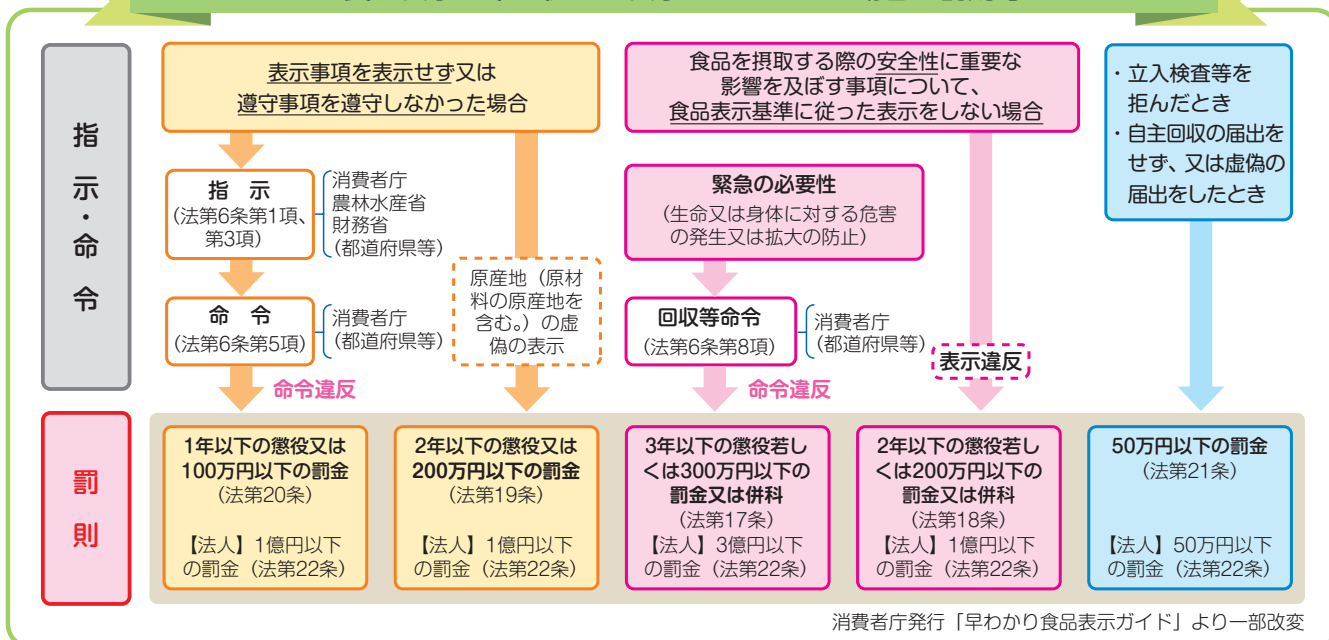 指示・命令
表示事項を表示せず又は
遵守事項を遵守しなかった場合
指　示
(法第6条第1項、
第3項)
消費者庁
農林水産省
財務省
(都道府県等)
命　令
(法第6条第5項)
消費者庁
(都道府県等)
命令違反
原産地（原材
料の原産地を
含む。）の虚
偽の表示
食品を摂取する際の安全性に重要な
影響を及ぼす事項について、
食品表示基準に従った表示をしない場合
緊急の必要性
(生命又は身体に対する危害
の発生又は拡大の防止)
回収等命令
(法第6条第8項)
消費者庁
(都道府県等)
命令違反
表示違反
・立入検査等を
拒んだとき
・自主回収の届出を
せず、又は虚偽の
届出をしたとき
罰則
1年以下の懲役又は
100万円以下の罰金
(法第20条)
【法人】1億円以下
の罰金（法第22条）
2年以下の懲役又は
200万円以下の罰金
(法第19条)
【法人】1億円以下
の罰金（法第22条）
3年以下の懲役若し
くは300万円以下の
罰金又は併科
(法第17条)
【法人】3億円以下
の罰金（法第22条）
2年以下の懲役若し
くは200万円以下の
罰金又は併科
(法第18条)
【法人】1億円以下
の罰金（法第22条）
50万円以下の罰金
(法第21条)
【法人】50万円以下
の罰金（法第22条）
消費者庁発行「早わかり食品表示ガイド」より一部改変